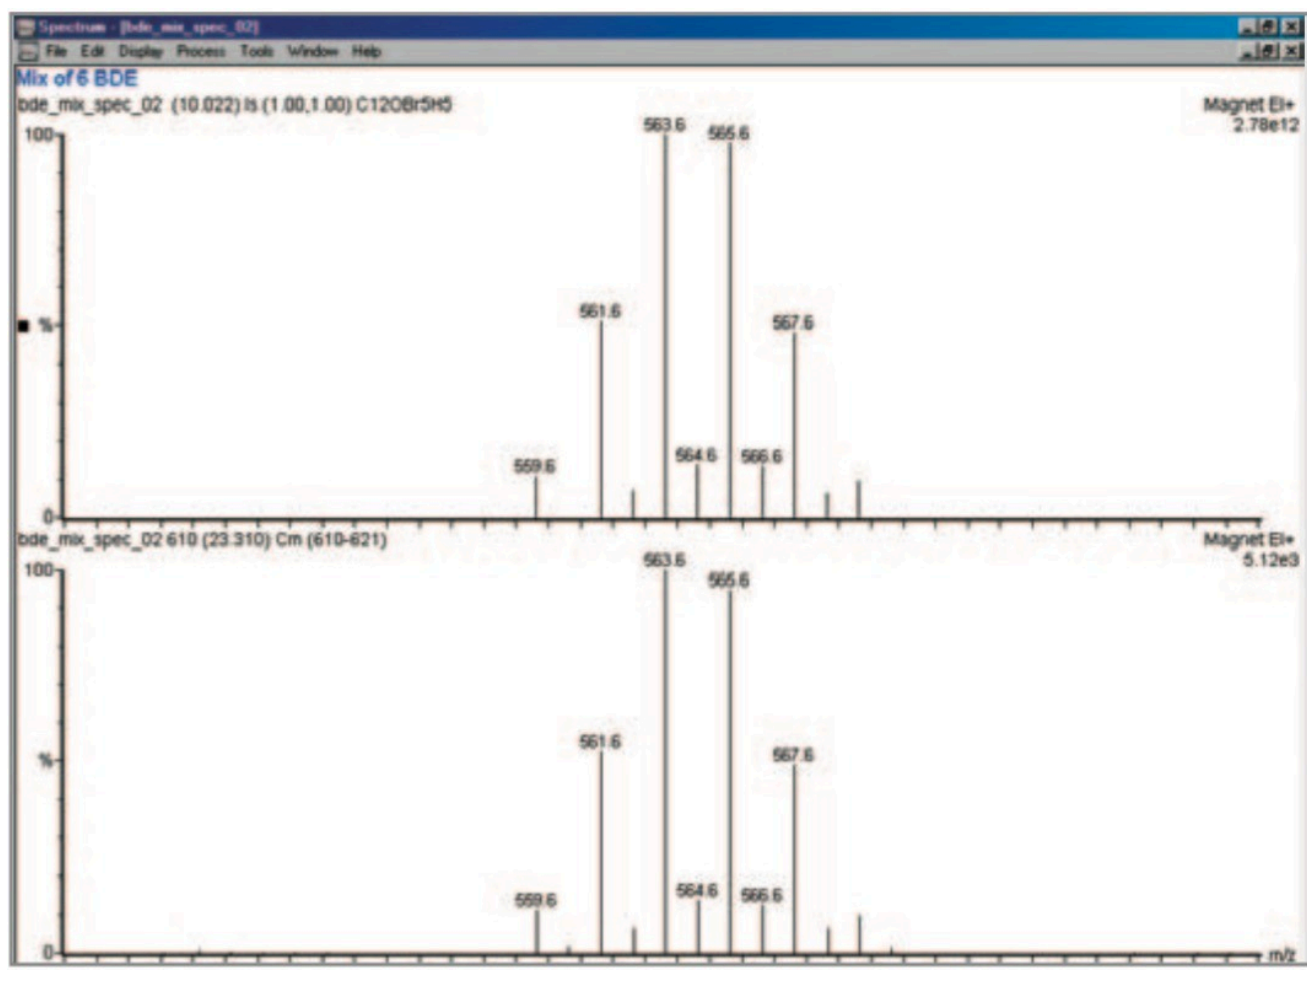 Spectrum - [bde_mix_spec_02]
File Edit Display Process Tools Window Help
Mix of 6 BDE
bde_mix_spec_02 (10.022) Is (1.00,1.00) C12OBr5H5
Magnet EI+
2.78e12
100
563.6
565.6
561.6
%
567.6
559.6
564.6
566.6
0
bde_mix_spec_02 610 (23.310) Cm (610-621)
Magnet EI+
5.12e3
100
563.6
565.6
561.6
%
567.6
559.6
564.6
566.6
0
m/z